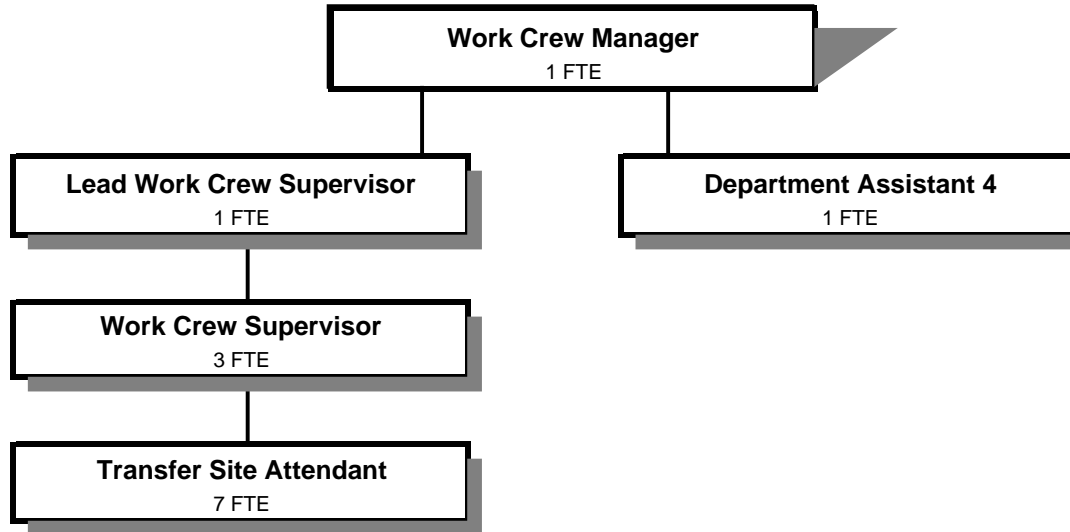 Work Crew Manager
1 FTE
Lead Work Crew Supervisor
1 FTE
Department Assistant 4
1 FTE
Work Crew Supervisor
3 FTE
Transfer Site Attendant
7 FTE